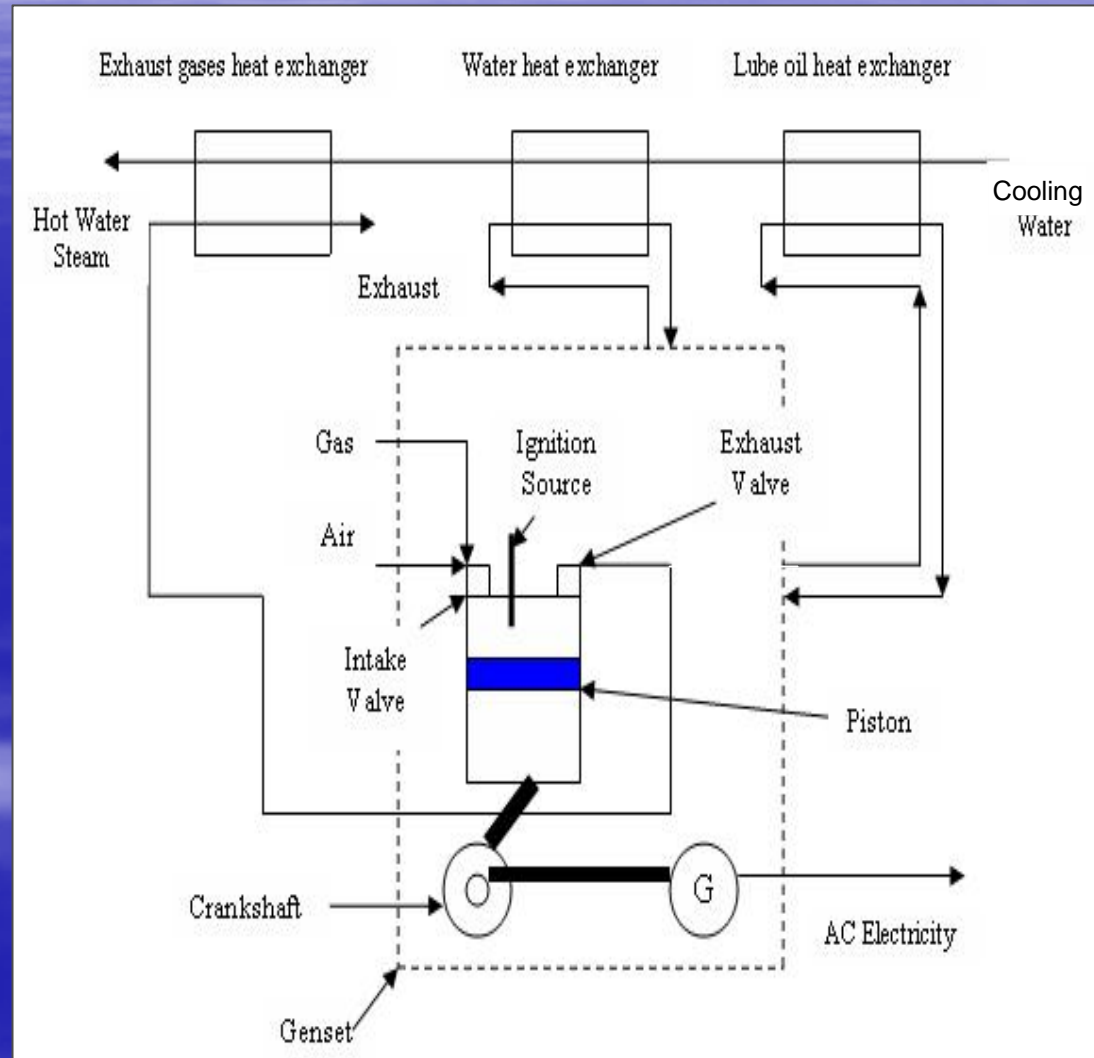 Exhaust gases heat exchanger
Water heat exchanger
Lube oil heat exchanger
Hot Water
Steam
Cooling
Water
Exhaust
Gas
Ignition
Source
Exhaust
Valve
Air
Intake
Valve
Piston
Crankshaft
G
AC Electricity
Genset